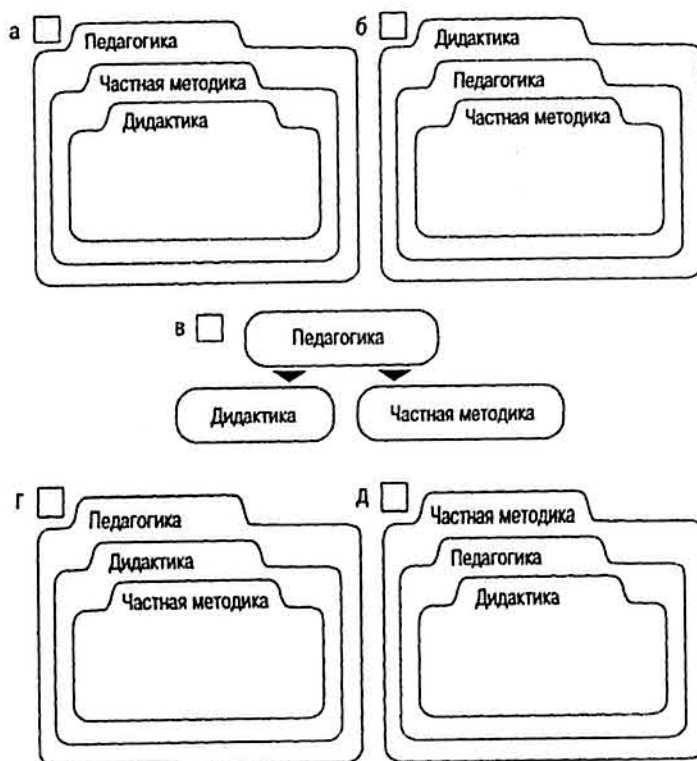 а
Педагогика
Частная методика
Дидактика
б
Дидактика
Педагогика
Частная методика
в
Педагогика
Дидактика
Частная методика
г
Педагогика
Дидактика
Частная методика
д
Частная методика
Педагогика
Дидактика